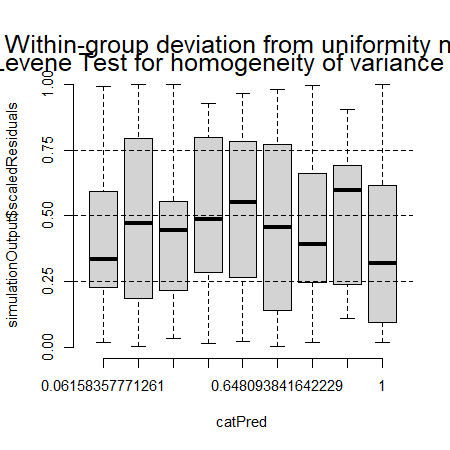 Within-group deviation from uniformity n
Levene Test for homogeneity of variance
simulationOutput$scaledResiduals
1.00
0.75
0.50
0.25
0.00
0.06158357771261 0.648093841642229 1
catPred